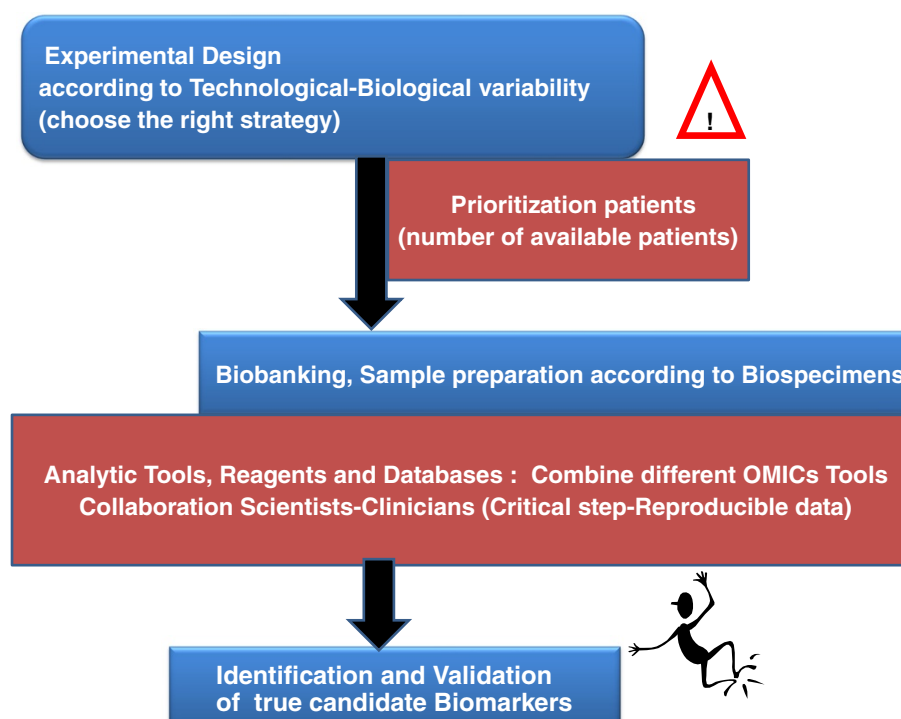 Experimental Design
according to Technological-Biological variability
(choose the right strategy)
!
Prioritization patients
(number of available patients)
Biobanking, Sample preparation according to Biospecimens
Analytic Tools, Reagents and Databases : Combine different OMICs Tools
Collaboration Scientists-Clinicians (Critical step-Reproducible data)
Identification and Validation
of true candidate Biomarkers